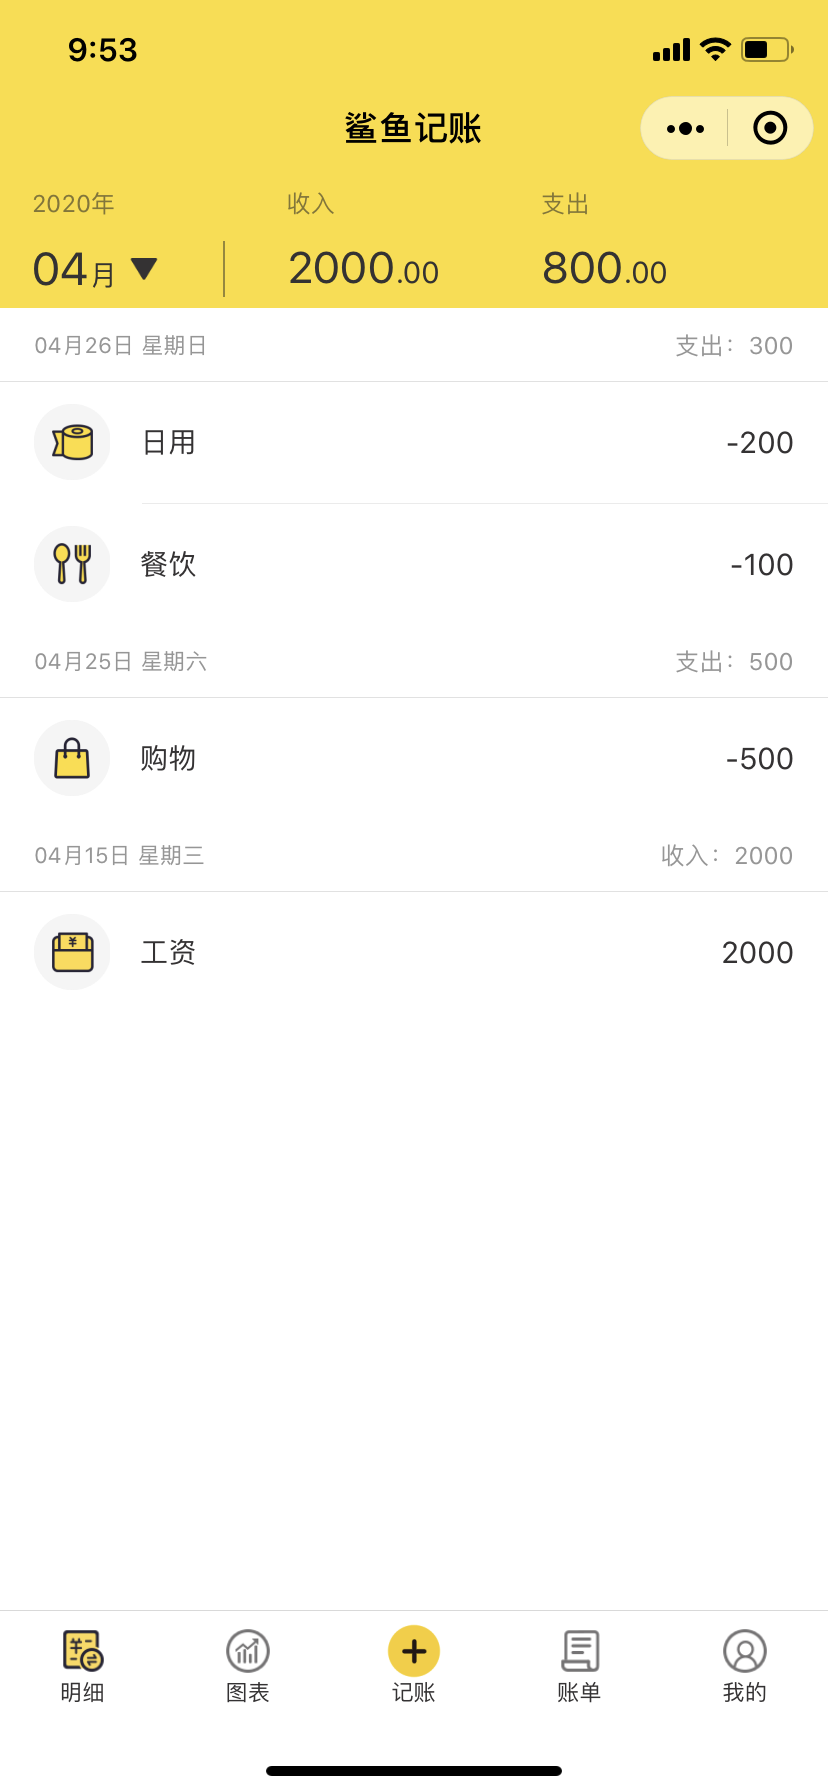 9:53
鲨鱼记账
2020年 收入 支出
04月 2000.00 800.00
04月26日 星期日 支出：300
日用 -200
餐饮 -100
04月25日 星期六 支出：500
购物 -500
04月15日 星期三 收入：2000
¥
工资 2000
¥
明细 图表 记账 账单 我的